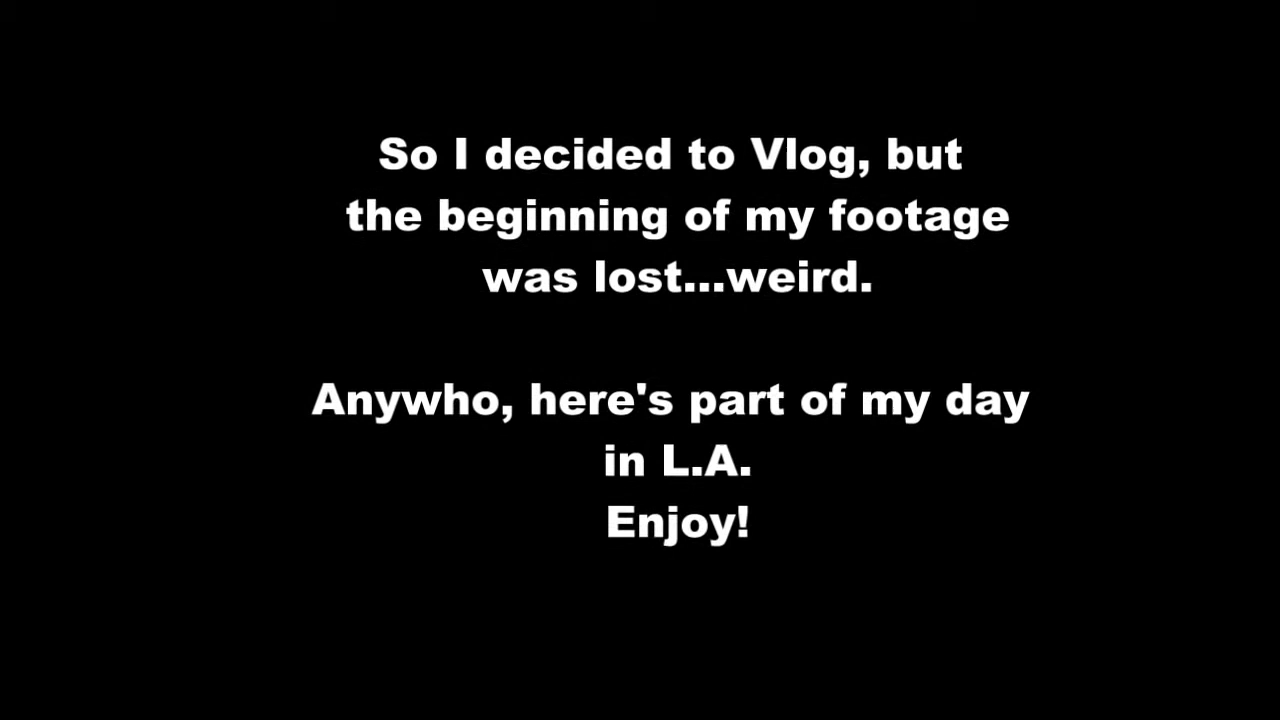 So I decided to Vlog, but
the beginning of my footage
was lost...weird.
Anywho, here's part of my day
in L.A.
Enjoy!